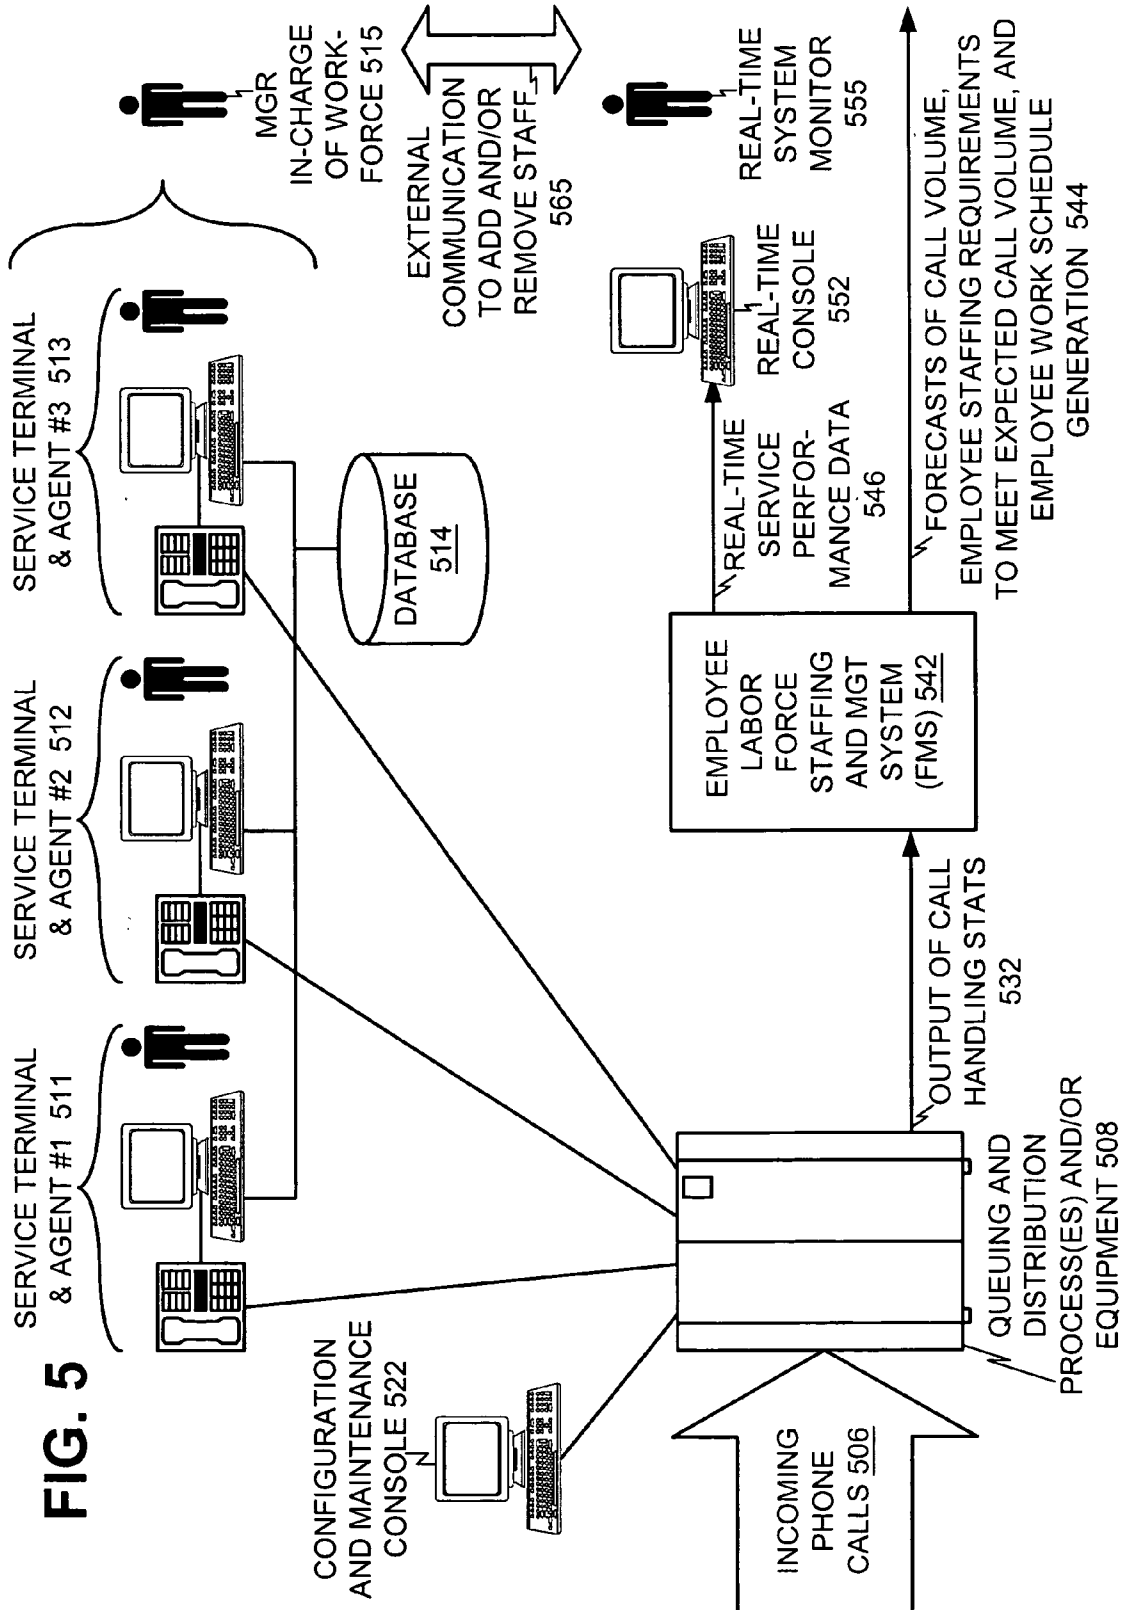 FIG. 5
SERVICE TERMINAL
& AGENT #1 511
SERVICE TERMINAL
& AGENT #2 512
SERVICE TERMINAL
& AGENT #3 513
MGR
IN-CHARGE
OF WORK-
FORCE 515
CONFIGURATION
AND MAINTENANCE
CONSOLE 522
DATABASE
514
EXTERNAL
COMMUNICATION
TO ADD AND/OR
REMOVE STAFF
565
INCOMING
PHONE
CALLS 506
QUEUING AND
DISTRIBUTION
PROCESS(ES) AND/OR
EQUIPMENT 508
OUTPUT OF CALL
HANDLING STATS
532
EMPLOYEE
LABOR
FORCE
STAFFING
AND MGT
SYSTEM
(FMS) 542
REAL-TIME
SERVICE
PERFOR-
MANCE DATA
546
REAL-TIME
CONSOLE
552
REAL-TIME
SYSTEM
MONITOR
555
FORECASTS OF CALL VOLUME,
EMPLOYEE STAFFING REQUIREMENTS
TO MEET EXPECTED CALL VOLUME, AND
EMPLOYEE WORK SCHEDULE
GENERATION 544